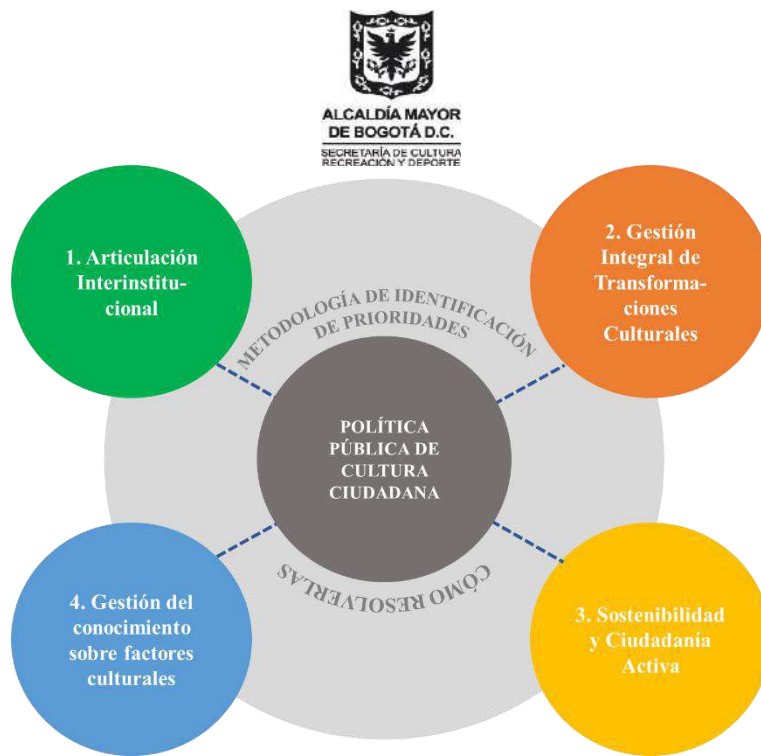 ALCALDÍA MAYOR
DE BOGOTÁ D.C.
SECRETARÍA DE CULTURA
RECREACIÓN Y DEPORTE
1. Articulación
Interinstitu-
cional
2. Gestión
Integral de
Transforma-
ciones
Culturales
METODOLOGÍA DE IDENTIFICACIÓN
DE PRIORIDADES
POLÍTICA
PÚBLICA DE
CULTURA
CIUDADANA
CÓMO RESOLVERLAS
4. Gestión del
conocimiento
sobre factores
culturales
3. Sostenibilidad
y Ciudadanía
Activa